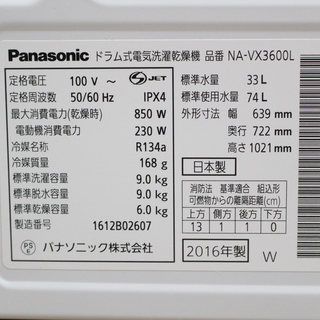 Panasonic ドラム式電気洗濯乾燥機 品番 NA-VX3600L
定格電圧 100 V～ JET
定格周波数 50/60 Hz IPX4
最大消費電力(乾燥時) 850 W
電動機消費電力 230 W
冷媒名称 R134a
冷媒質量 168 g
標準洗濯容量 9.0 kg
標準脱水容量 9.0 kg
標準乾燥容量 6.0 kg
製造番号 1612B02607
PS E パナソニック株式会社
標準水量 33 L
標準使用水量 74 L
外形寸法 幅 639 mm
奥行 722 mm
高さ 1021 mm
日本製
消防法 基準適合 組込形
可燃物からの離隔距離(cm)
上方 側方 前方 後方
13 1 1 0
2016年製 W